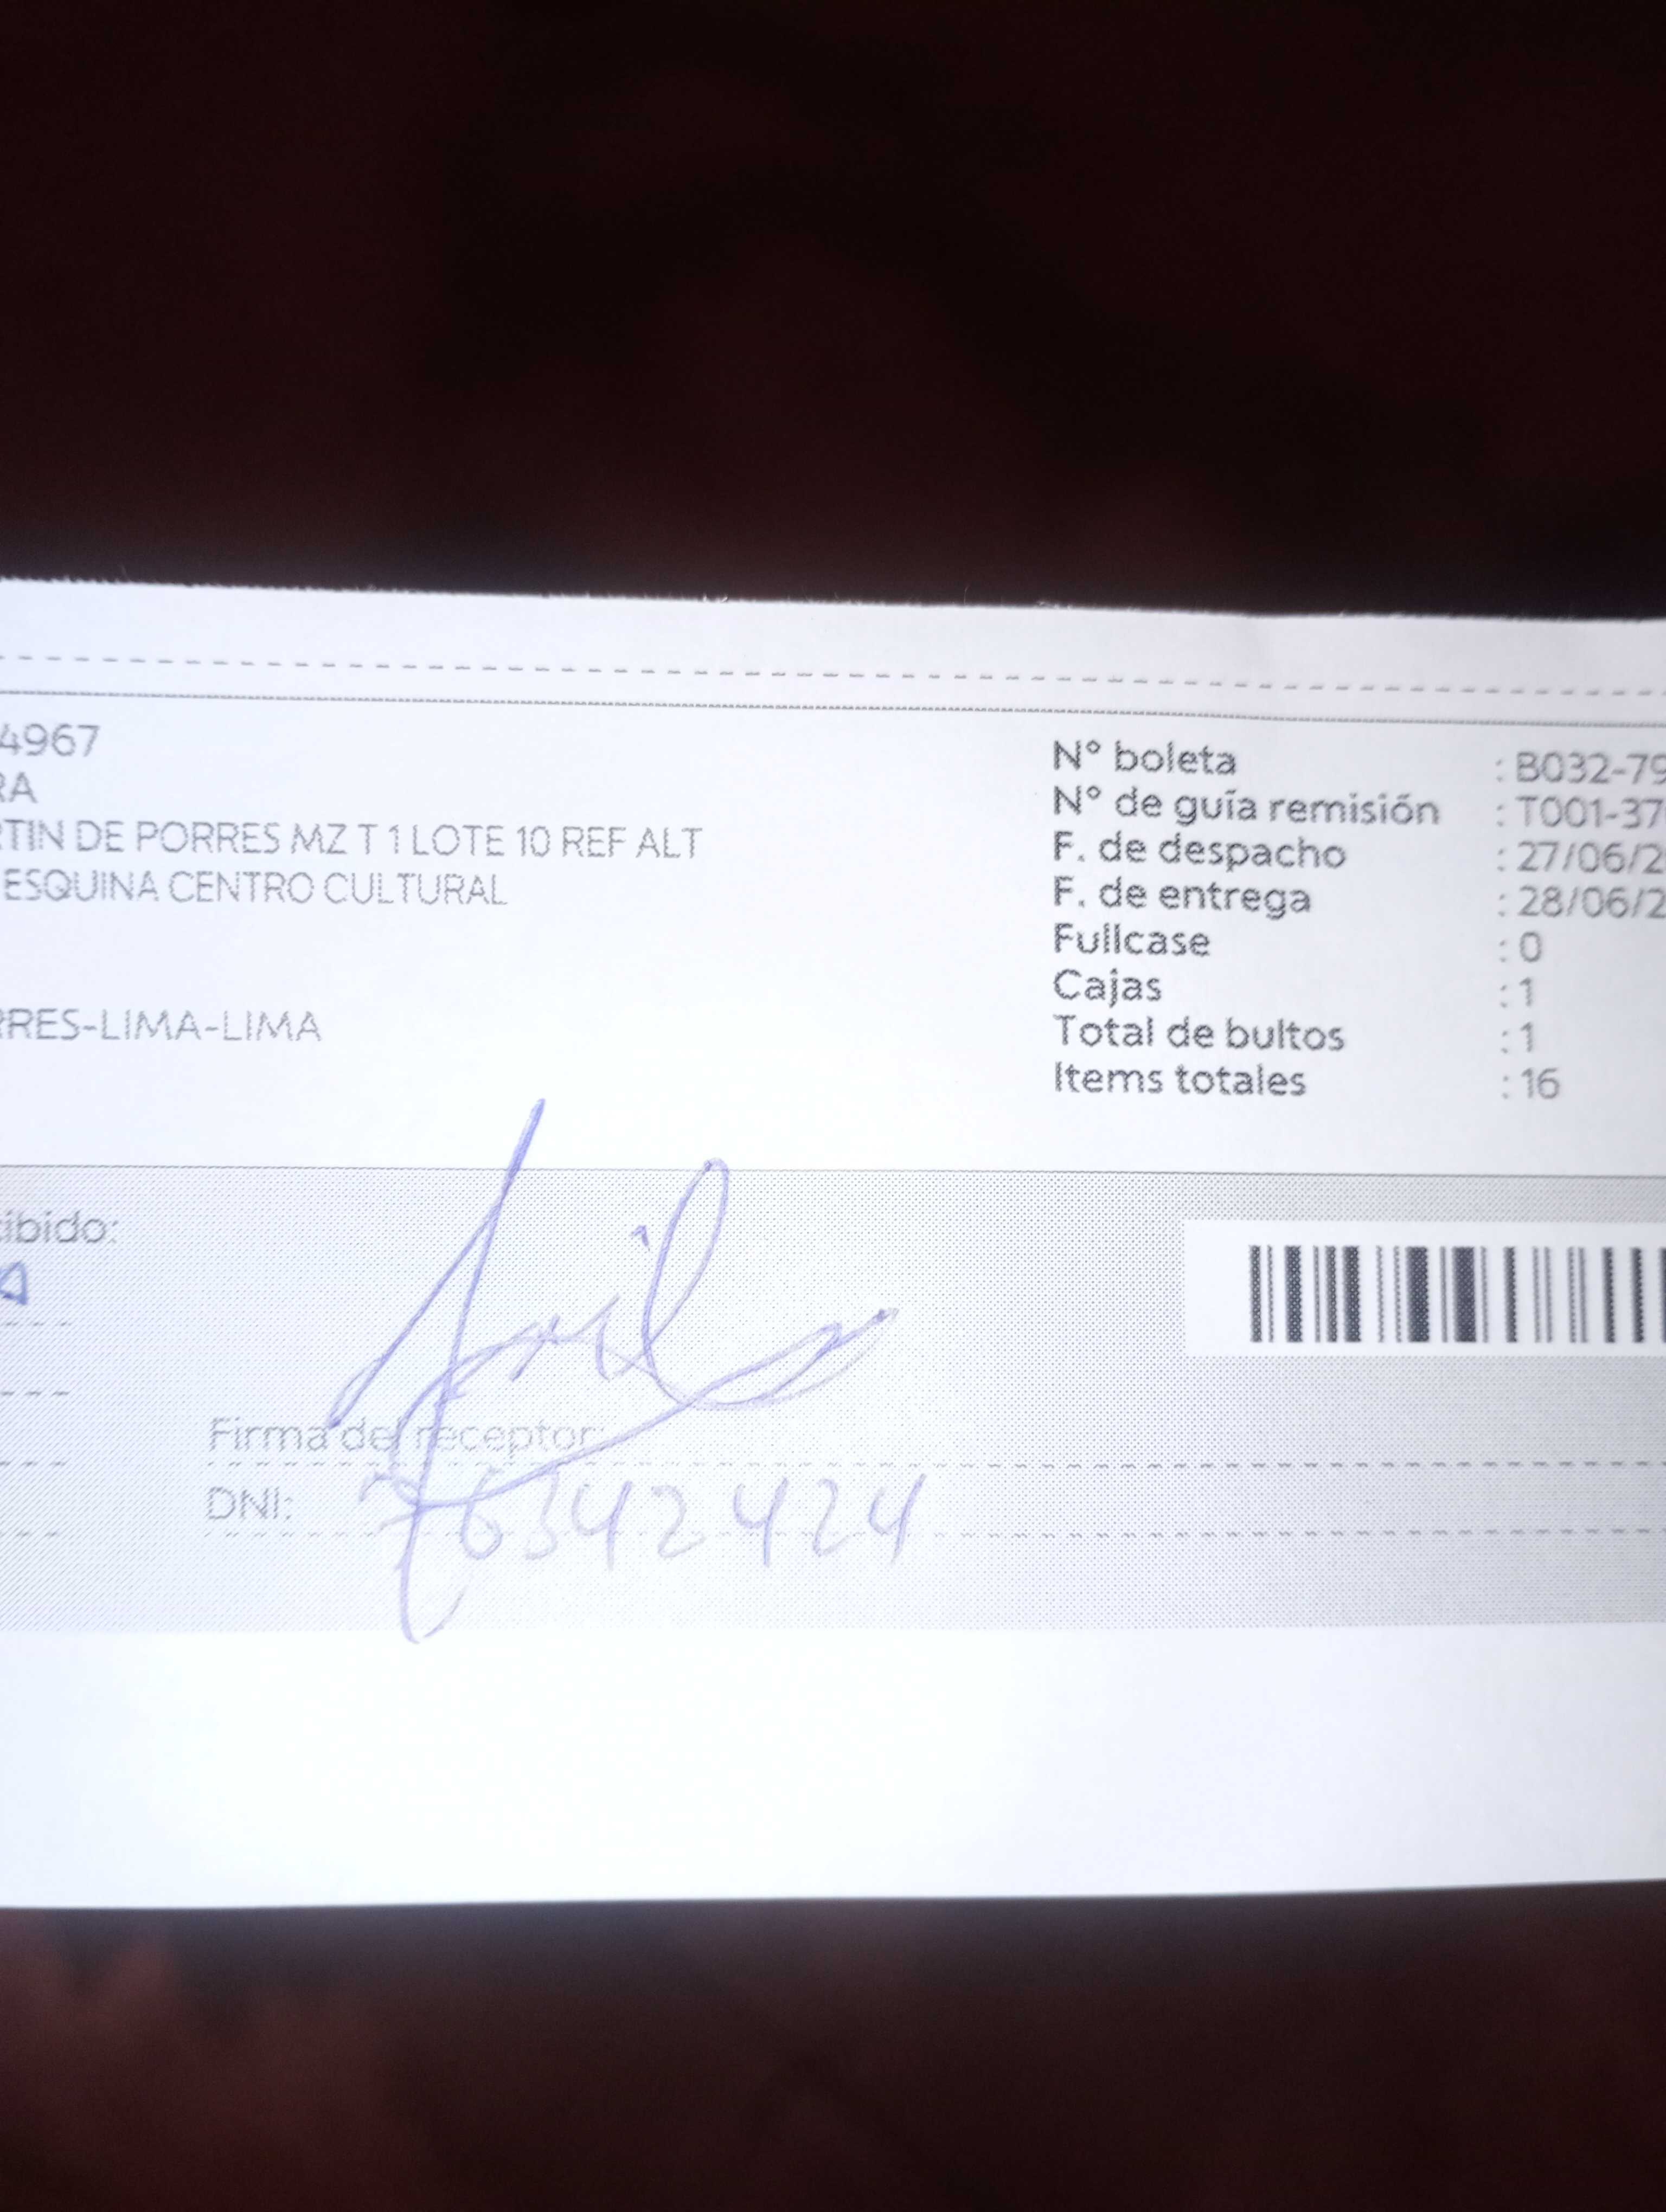 4967
RA
TIN DE PORRES MZ T 1 LOTE 10 REF ALT
ESQUINA CENTRO CULTURAL
RRES-LIMA-LIMA
N° boleta : B032-79
N° de guía remisión : T001-37
F. de despacho : 27/06/2
F. de entrega : 28/06/2
Fullcase : 0
Cajas : 1
Total de bultos : 1
Items totales : 16
cibido:
Firma del receptor:
DNI: 76342424